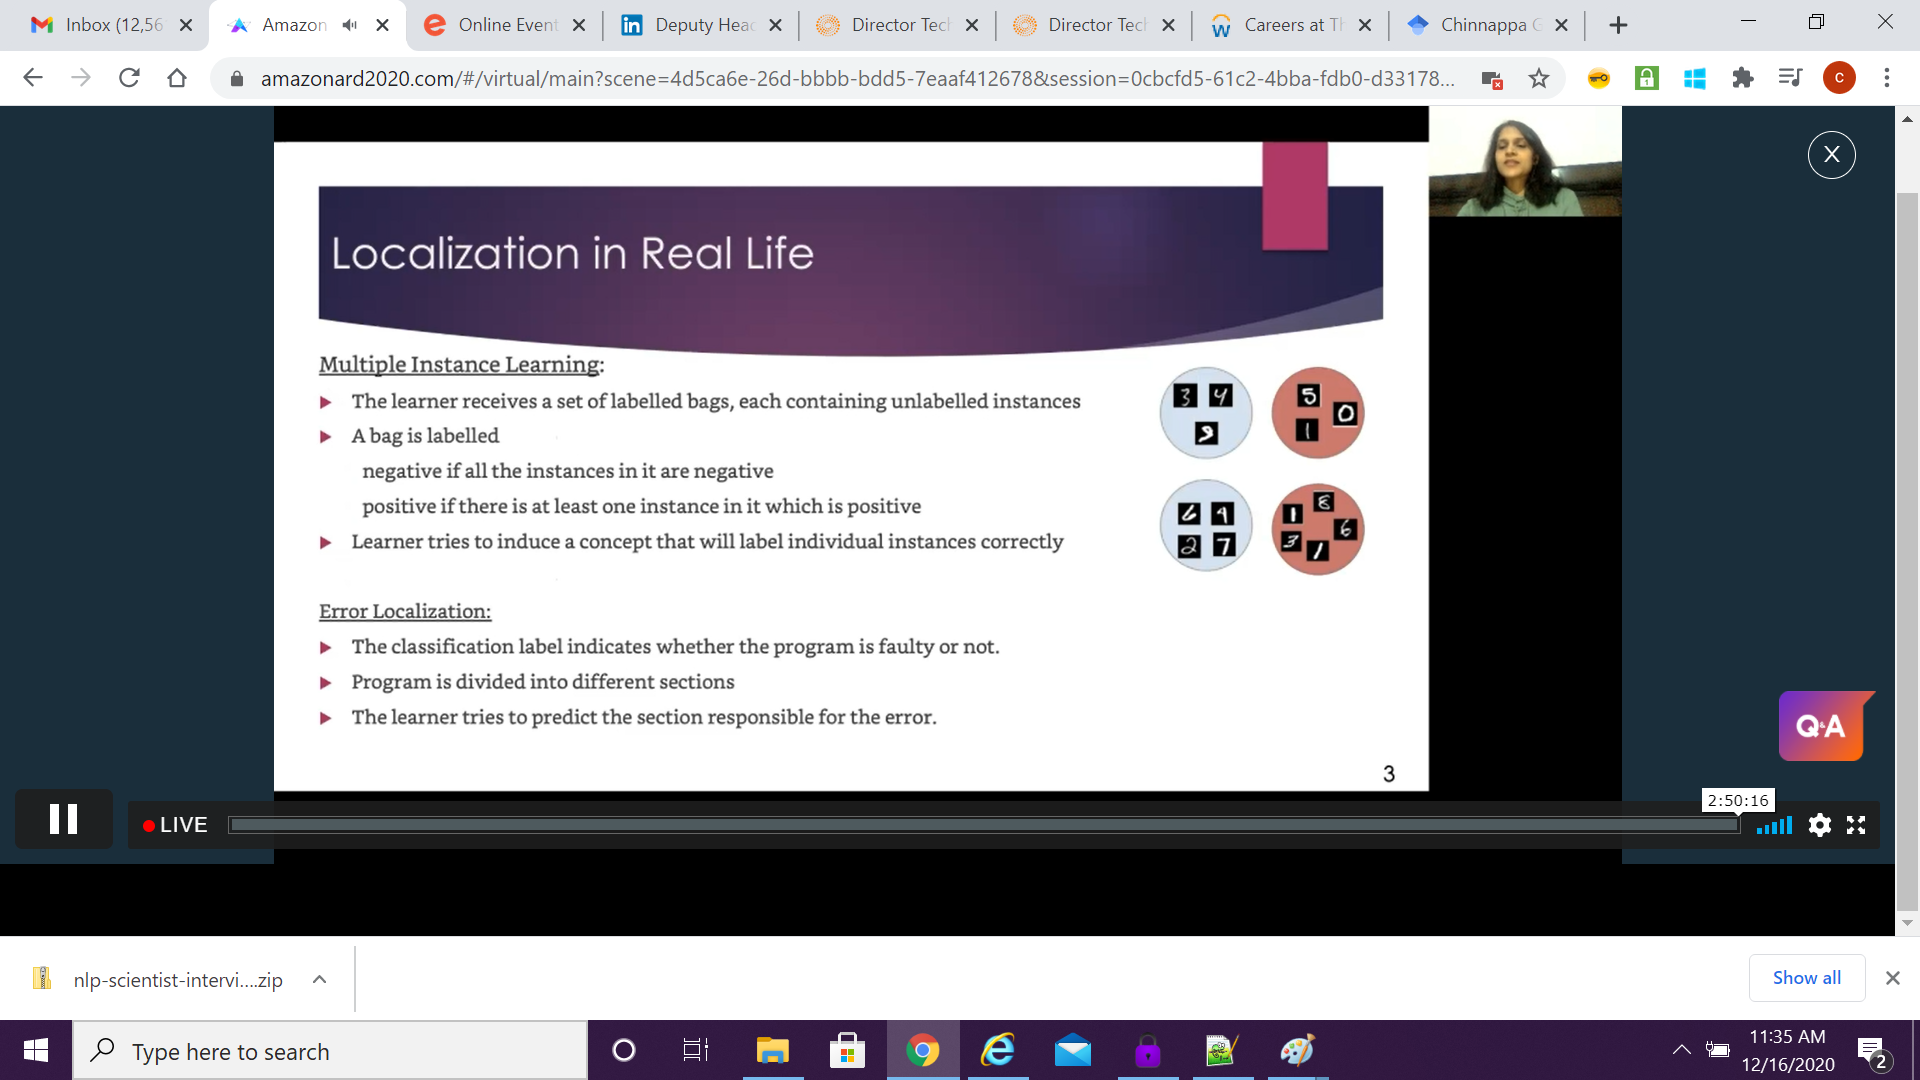 Inbox (12,56
Amazon
Online Event
Deputy Head
Director Tech
Director Tech
Careers at Th
Chinnappa G
amazonard2020.com/#/virtual/main?scene=4d5ca6e-26d-bbbb-bdd5-7eaaf412678&session=0cbcfd5-61c2-4bba-fdb0-d33178...
c
X
Localization in Real Life
Multiple Instance Learning:
The learner receives a set of labelled bags, each containing unlabelled instances
A bag is labelled
negative if all the instances in it are negative
positive if there is at least one instance in it which is positive
Learner tries to induce a concept that will label individual instances correctly
3 4
9
5
0
1
6 9
2 7
8
1
6
3
1
Error Localization:
The classification label indicates whether the program is faulty or not.
Program is divided into different sections
The learner tries to predict the section responsible for the error.
3
Q&A
2:50:16
LIVE
nlp-scientist-intervi....zip
Show all
Type here to search
11:35 AM
12/16/2020
2